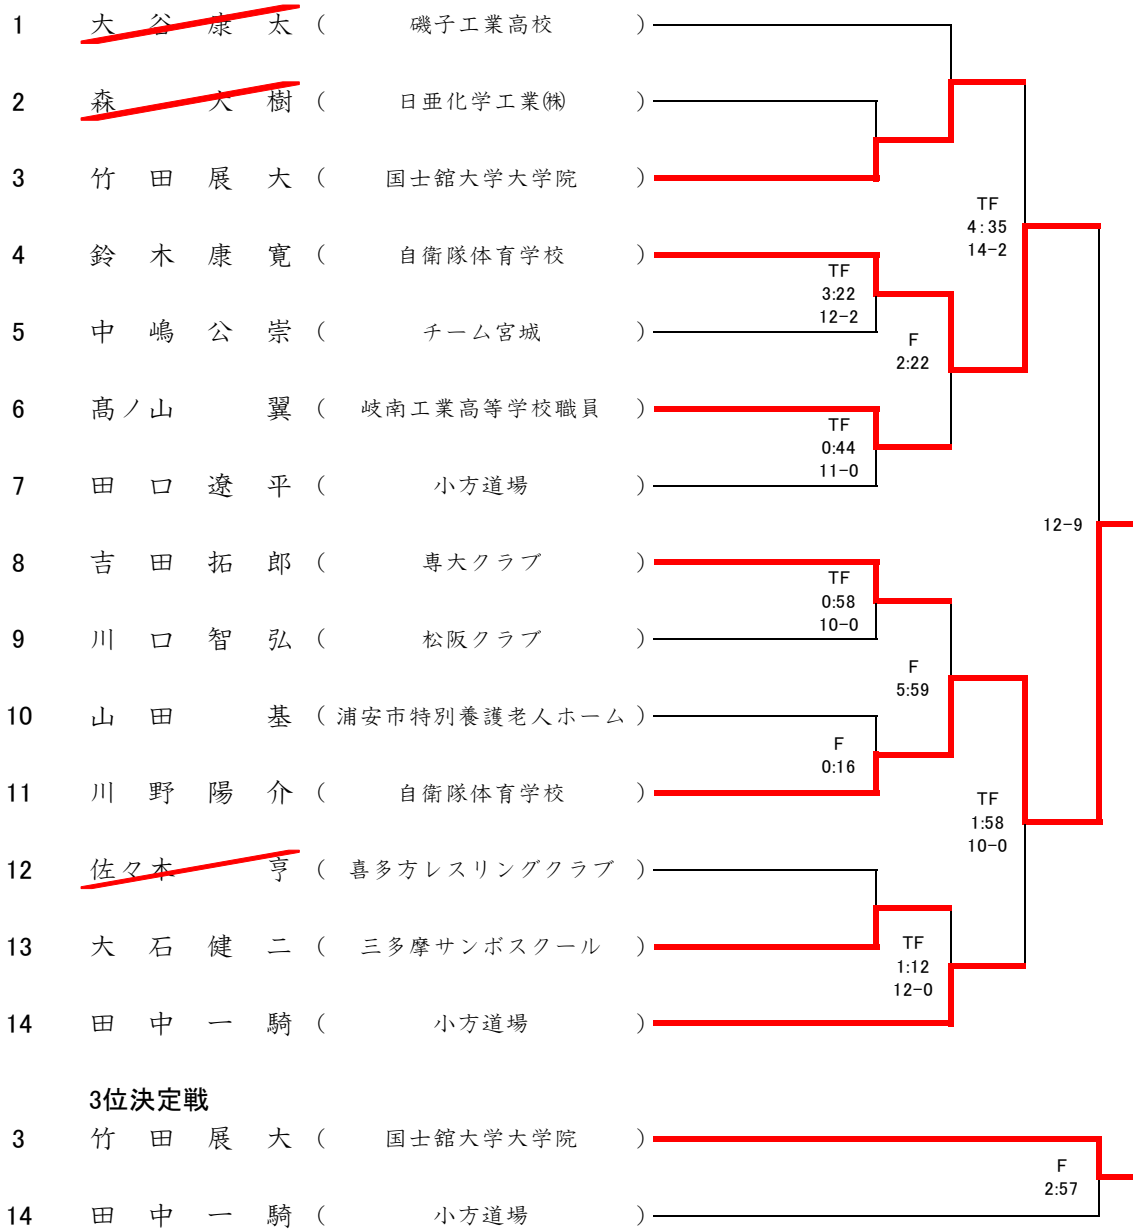 1 大谷康太 ( 磯子工業高校 )
2 森大樹 ( 日亜化学工業㈱ )
3 竹田展大 ( 国士舘大学大学院 )
TF
4:35
14-2
4 鈴木康寛 ( 自衛隊体育学校 )
TF
3:22
12-2
5 中嶋公崇 ( チーム宮城 )
F
2:22
6 髙ノ山翼 ( 岐南工業高等学校職員 )
TF
0:44
11-0
7 田口遼平 ( 小方道場 )
12-9
8 吉田拓郎 ( 専大クラブ )
TF
0:58
10-0
9 川口智弘 ( 松阪クラブ )
F
5:59
10 山田基 ( 浦安市特別養護老人ホーム )
F
0:16
11 川野陽介 ( 自衛隊体育学校 )
TF
1:58
10-0
12 佐々木亨 ( 喜多方レスリングクラブ )
13 大石健二 ( 三多摩サンボスクール )
TF
1:12
12-0
14 田中一騎 ( 小方道場 )
3位決定戦
3 竹田展大 ( 国士舘大学大学院 )
F
2:57
14 田中一騎 ( 小方道場 )